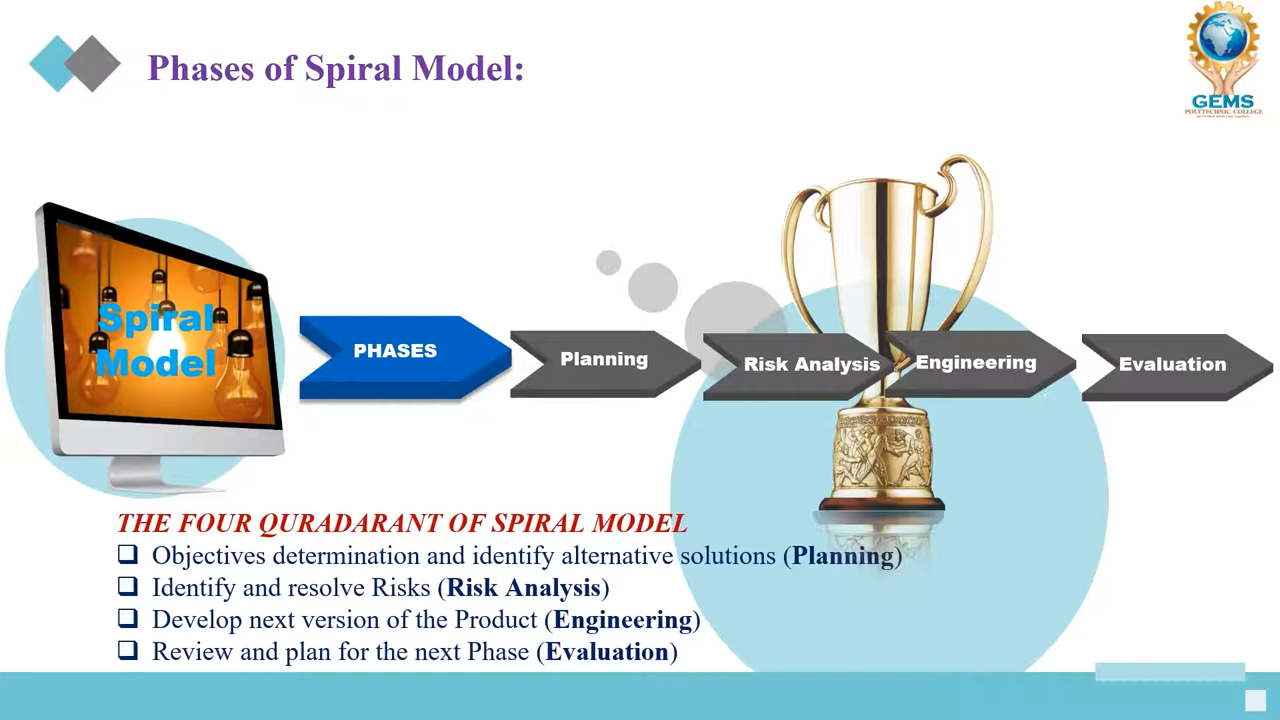 Phases of Spiral Model:
GEMS
POLYTECHNIC COLLEGE
Spiral
Model
PHASES
Planning
Risk Analysis
Engineering
Evaluation
THE FOUR QURADARANT OF SPIRAL MODEL
❑ Objectives determination and identify alternative solutions (Planning)
❑ Identify and resolve Risks (Risk Analysis)
❑ Develop next version of the Product (Engineering)
❑ Review and plan for the next Phase (Evaluation)